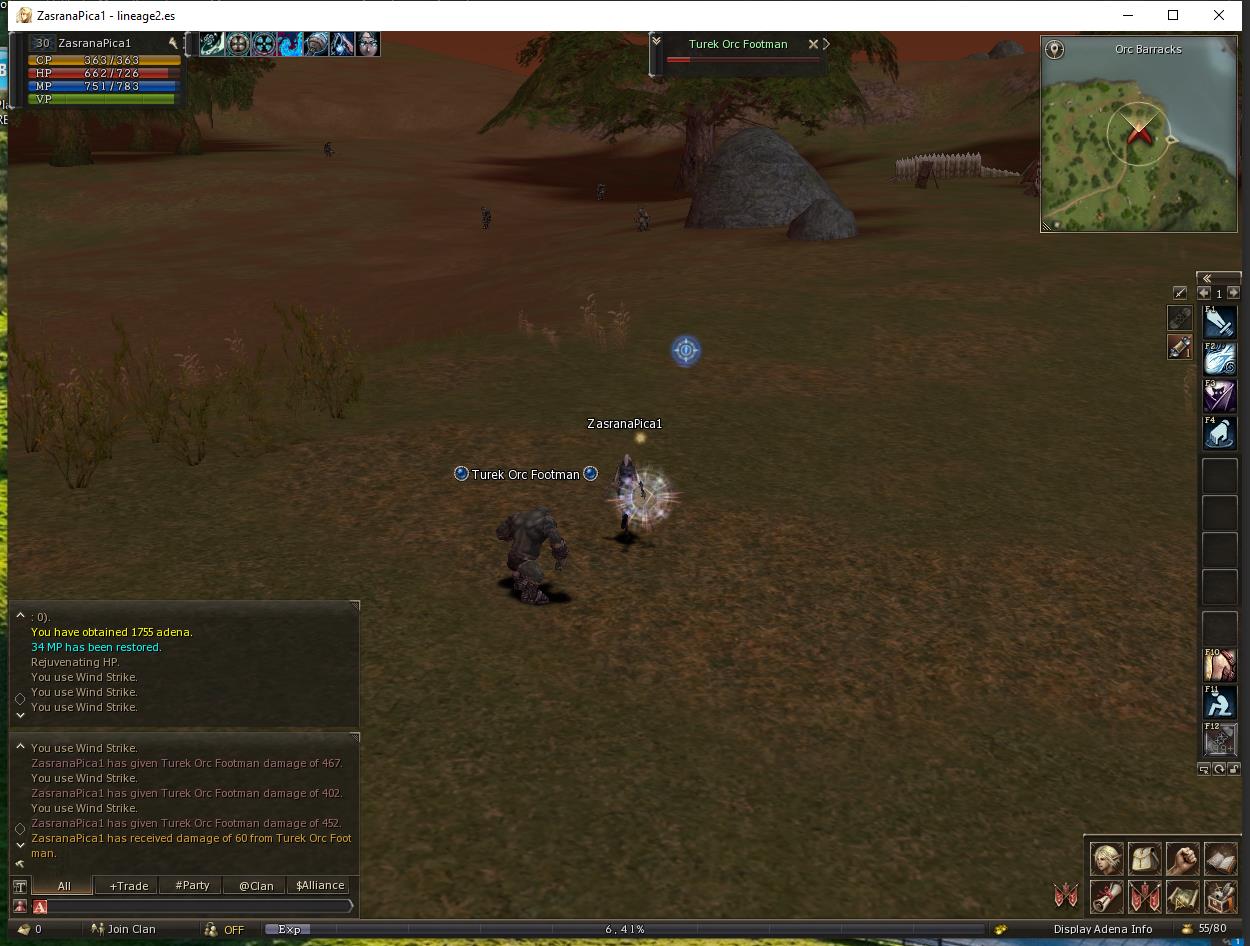 ZasranaPica1 - lineage2.es
30 ZasranaPica1
CP 363/363
HP 662/726
MP 751/783
VP
Turek Orc Footman
Orc Barracks
1
F1
F2
1
F3
F4
ZasranaPica1
Turek Orc Footman
: 0).
You have obtained 1755 adena.
34 MP has been restored.
Rejuvenating HP.
You use Wind Strike.
You use Wind Strike.
You use Wind Strike.
F10
F11
F12
99+
You use Wind Strike.
ZasranaPica1 has given Turek Orc Footman damage of 467.
You use Wind Strike.
ZasranaPica1 has given Turek Orc Footman damage of 402.
You use Wind Strike.
ZasranaPica1 has given Turek Orc Footman damage of 452.
ZasranaPica1 has received damage of 60 from Turek Orc Foot
man.
T All +Trade #Party @Clan $Alliance
A
0 Join Clan OFF Exp 6,41% Display Adena Info 55/80